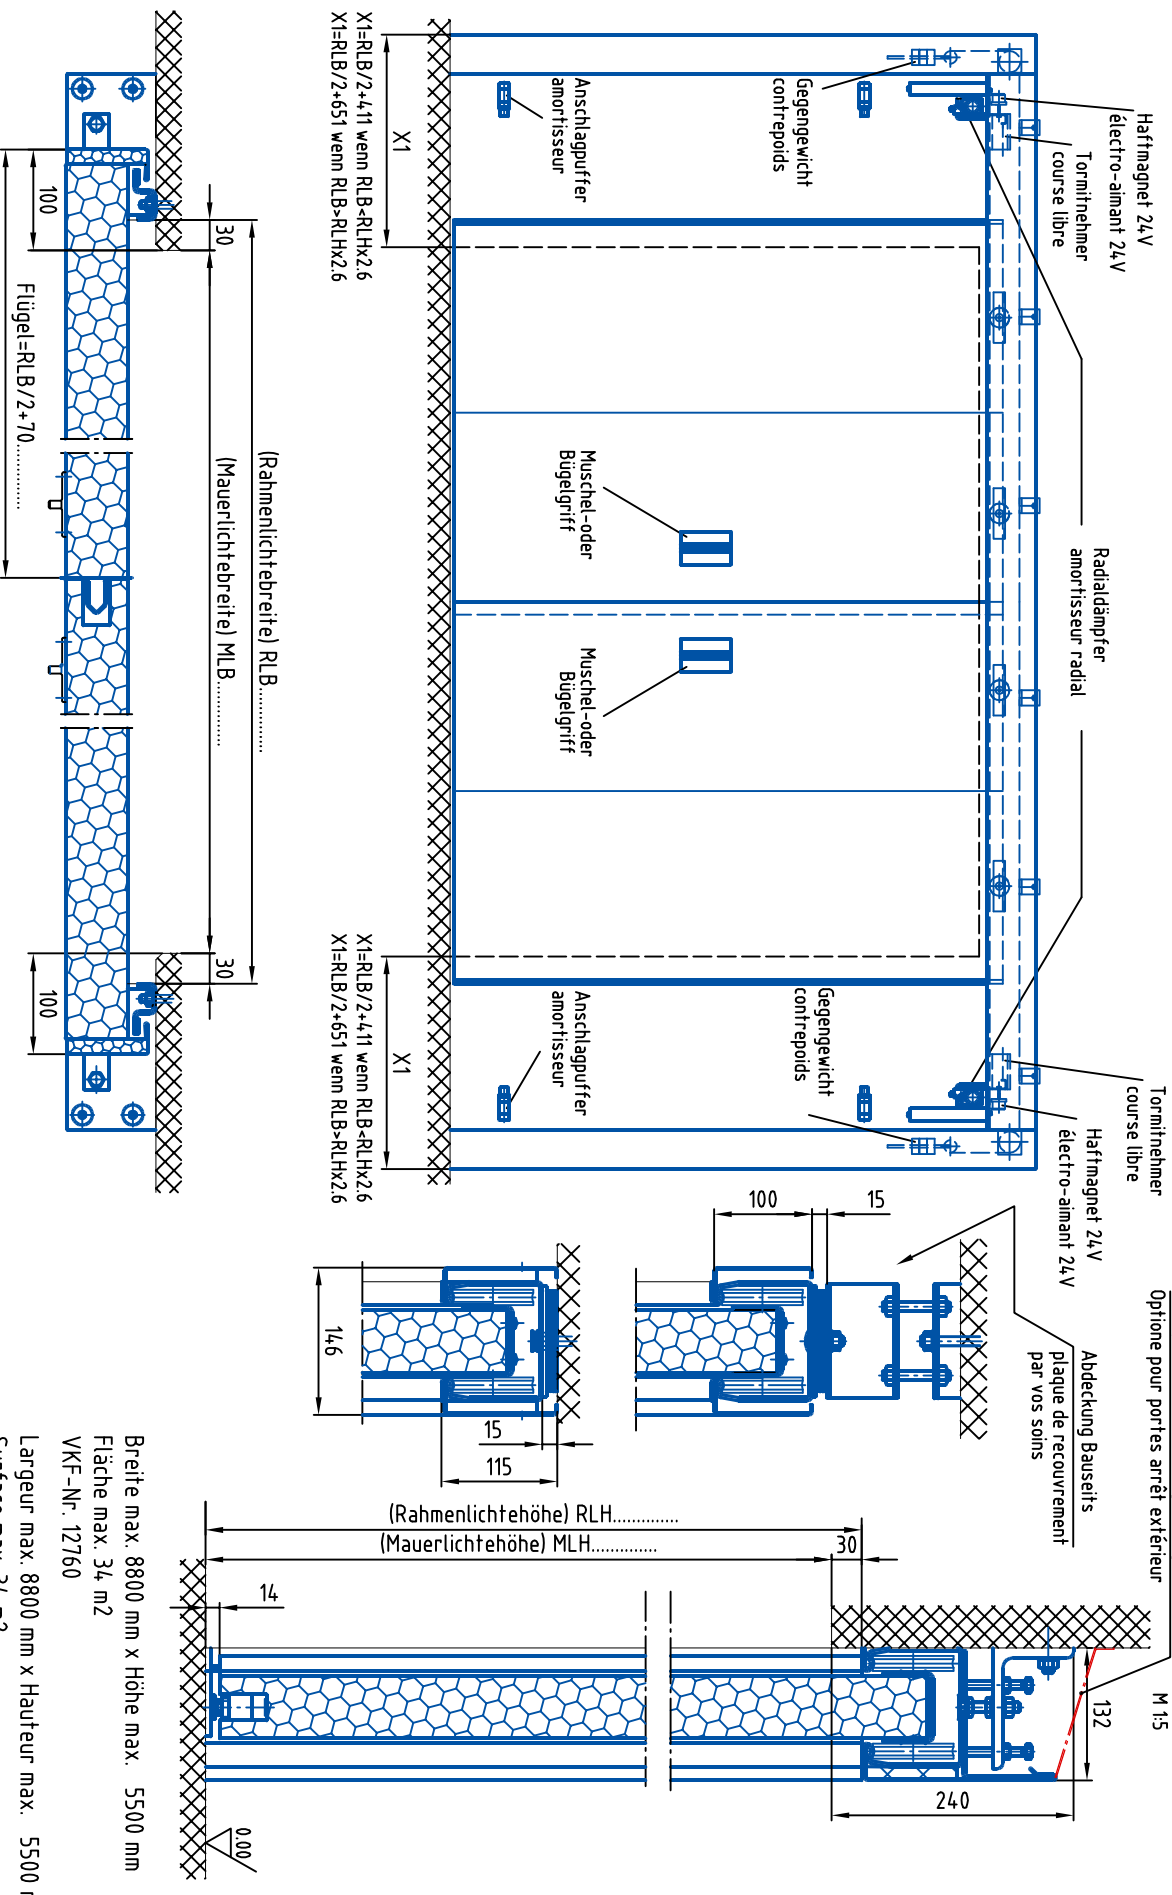 Haftmagnet 24V
électro-aimant 24V
Tormitnehmer
course libre
Gegengewicht
contrepoids
Anschlagpuffer
amortisseur
X1
X1=RLB/2+411 wenn RLB<RLHx2.6
X1=RLB/2+651 wenn RLB>RLHx2.6
Radialdämpfer
amortisseur radial
Muschel-oder
Bügelgriff
Muschel-oder
Bügelgriff
Tormitnehmer
course libre
Haftmagnet 24V
électro-aimant 24V
Gegengewicht
contrepoids
Anschlagpuffer
amortisseur
X1
X1=RLB/2+411 wenn RLB<RLHx2.6
X1=RLB/2+651 wenn RLB>RLHx2.6
(Rahmenlichtebreite) RLB..............
(Mauerlichtebreite) MLB..............
30
30
100
100
Flügel=RLB/2+70..............
Optione pour portes arrêt extérieur
Abdeckung Bauseits
plaque de recouvrement
par vos soins
15
100
146
15
115
M 1:5
132
240
30
(Rahmenlichtehöhe) RLH..............
(Mauerlichtehöhe) MLH..............
14
0.00
Breite max. 8800 mm x Höhe max. 5500 mm
Fläche max. 34 m2
VKF-Nr. 12760
Largeur max. 8800 mm x Hauteur max. 5500